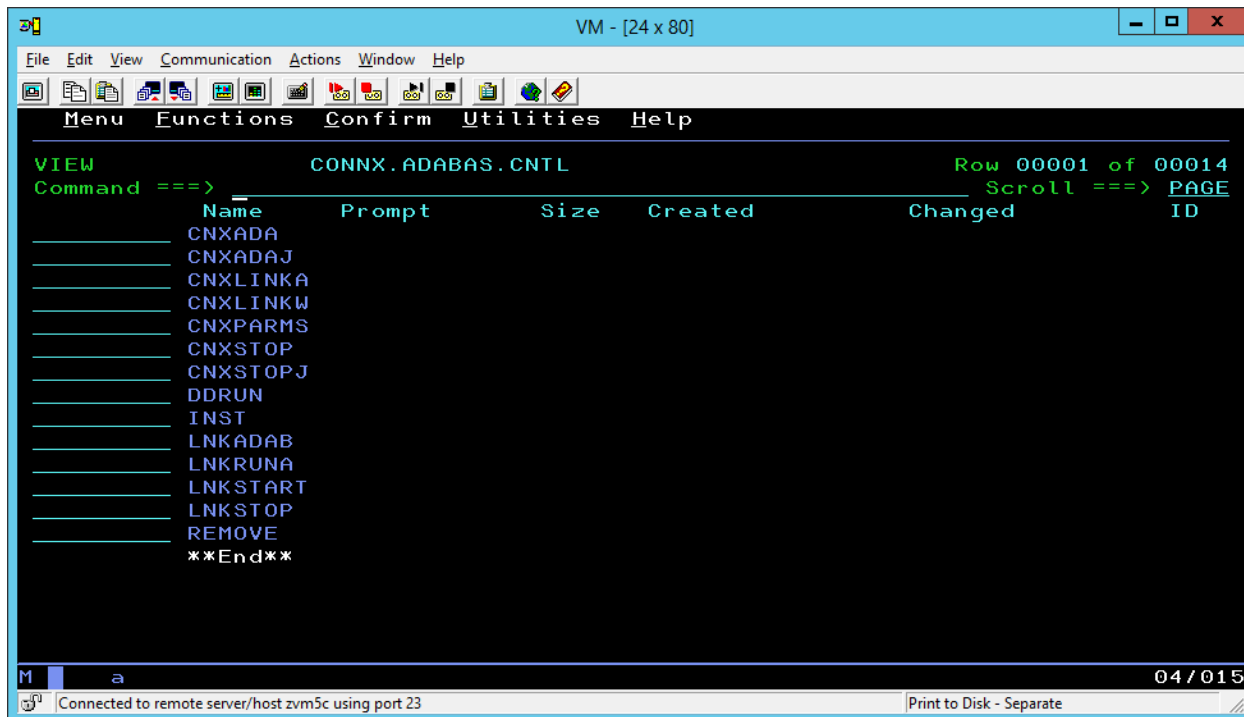 VM - [24 x 80]
File Edit View Communication Actions Window Help
Menu Functions Confirm Utilities Help
VIEW CONNX.ADABAS.CNTL Row 00001 of 00014
Command ===> Scroll ===> PAGE
Name Prompt Size Created Changed ID
CNXADA
CNXADAJ
CNXLINKA
CNXLINKW
CNXPARMS
CNXSTOP
CNXSTOPJ
DDRUN
INST
LNKADAB
LNKRUNA
LNKSTART
LNKSTOP
REMOVE
**End**
M a 04/015
Connected to remote server/host zvm5c using port 23 Print to Disk - Separate